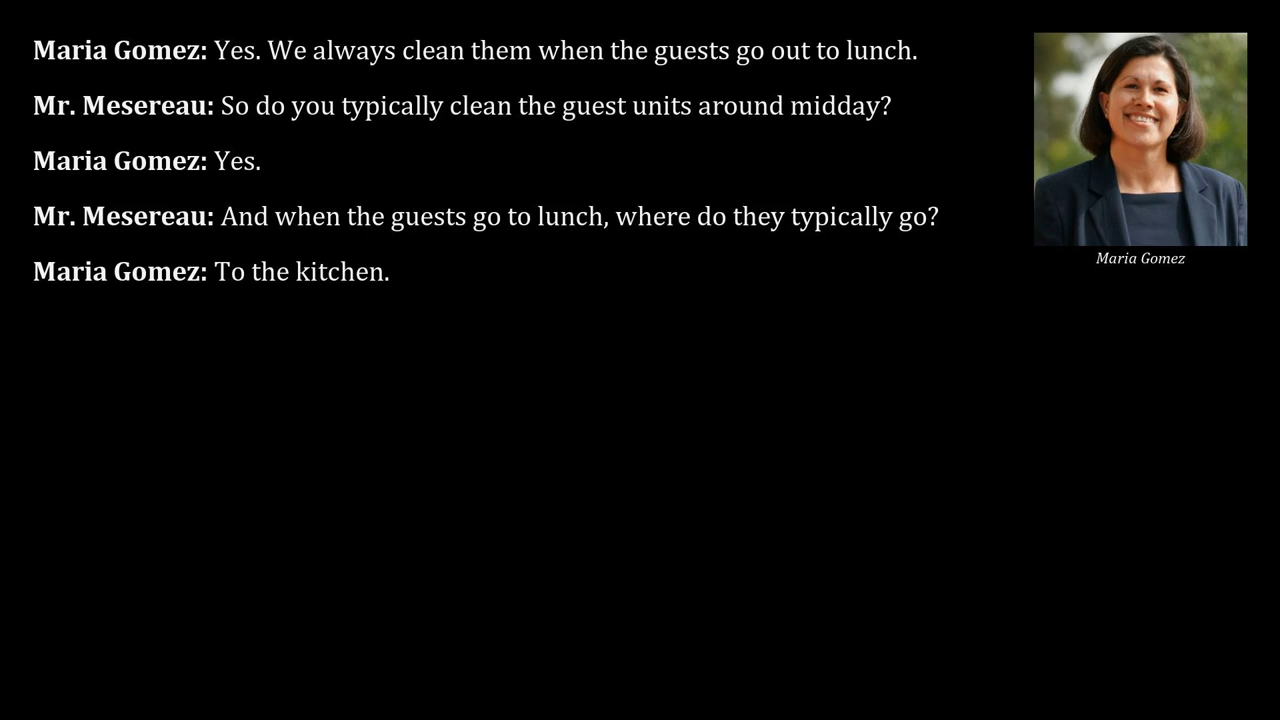 Maria Gomez: Yes. We always clean them when the guests go out to lunch.
Mr. Mesereau: So do you typically clean the guest units around midday?
Maria Gomez: Yes.
Mr. Mesereau: And when the guests go to lunch, where do they typically go?
Maria Gomez: To the kitchen.
Maria Gomez